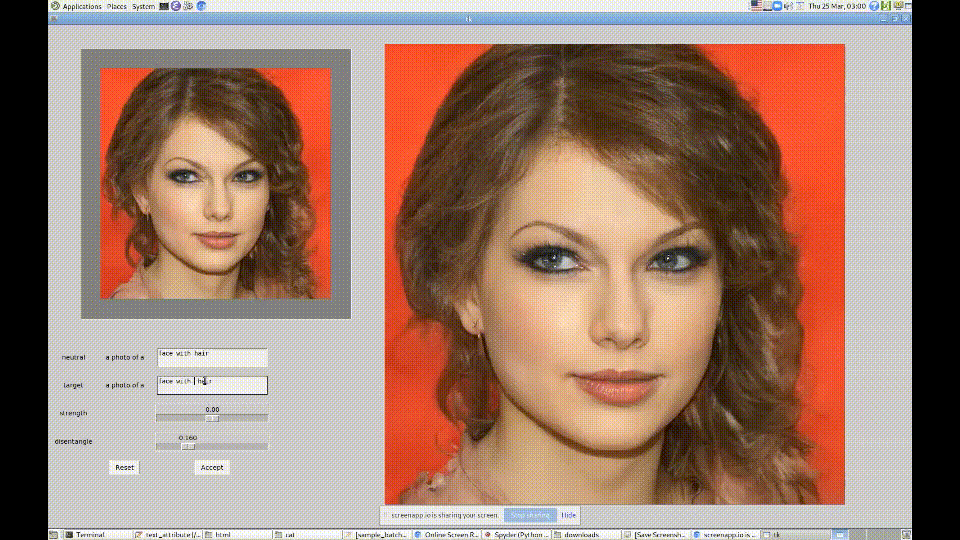 Applications Places System Thu 25 Mar, 03:00
tk
neutral a photo of a face with hair
target a photo of a face with hair
strength 0.00
disentangle 0.160
Reset Accept
screenapp.io is sharing your screen. Stop sharing Hide
Terminal text_attribute(/... html cat [sample_batch... Online Screen R... Spyder (Python ... downloads [Save Screensh... screenapp.io is ... tk